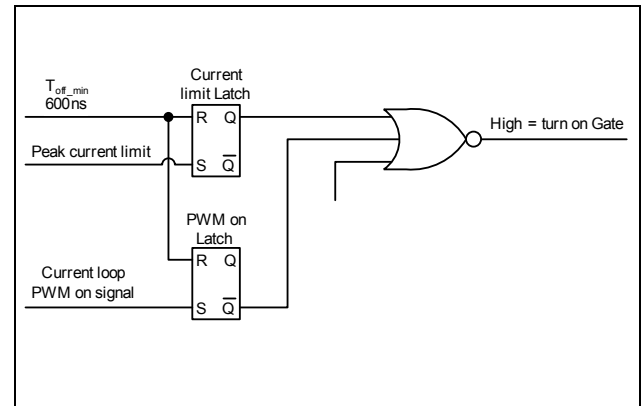 T_off_min
600ns
Current
limit Latch
R Q
Peak current limit
S Q̅
High = turn on Gate
PWM on
Latch
R Q
Current loop
PWM on signal
S Q̅